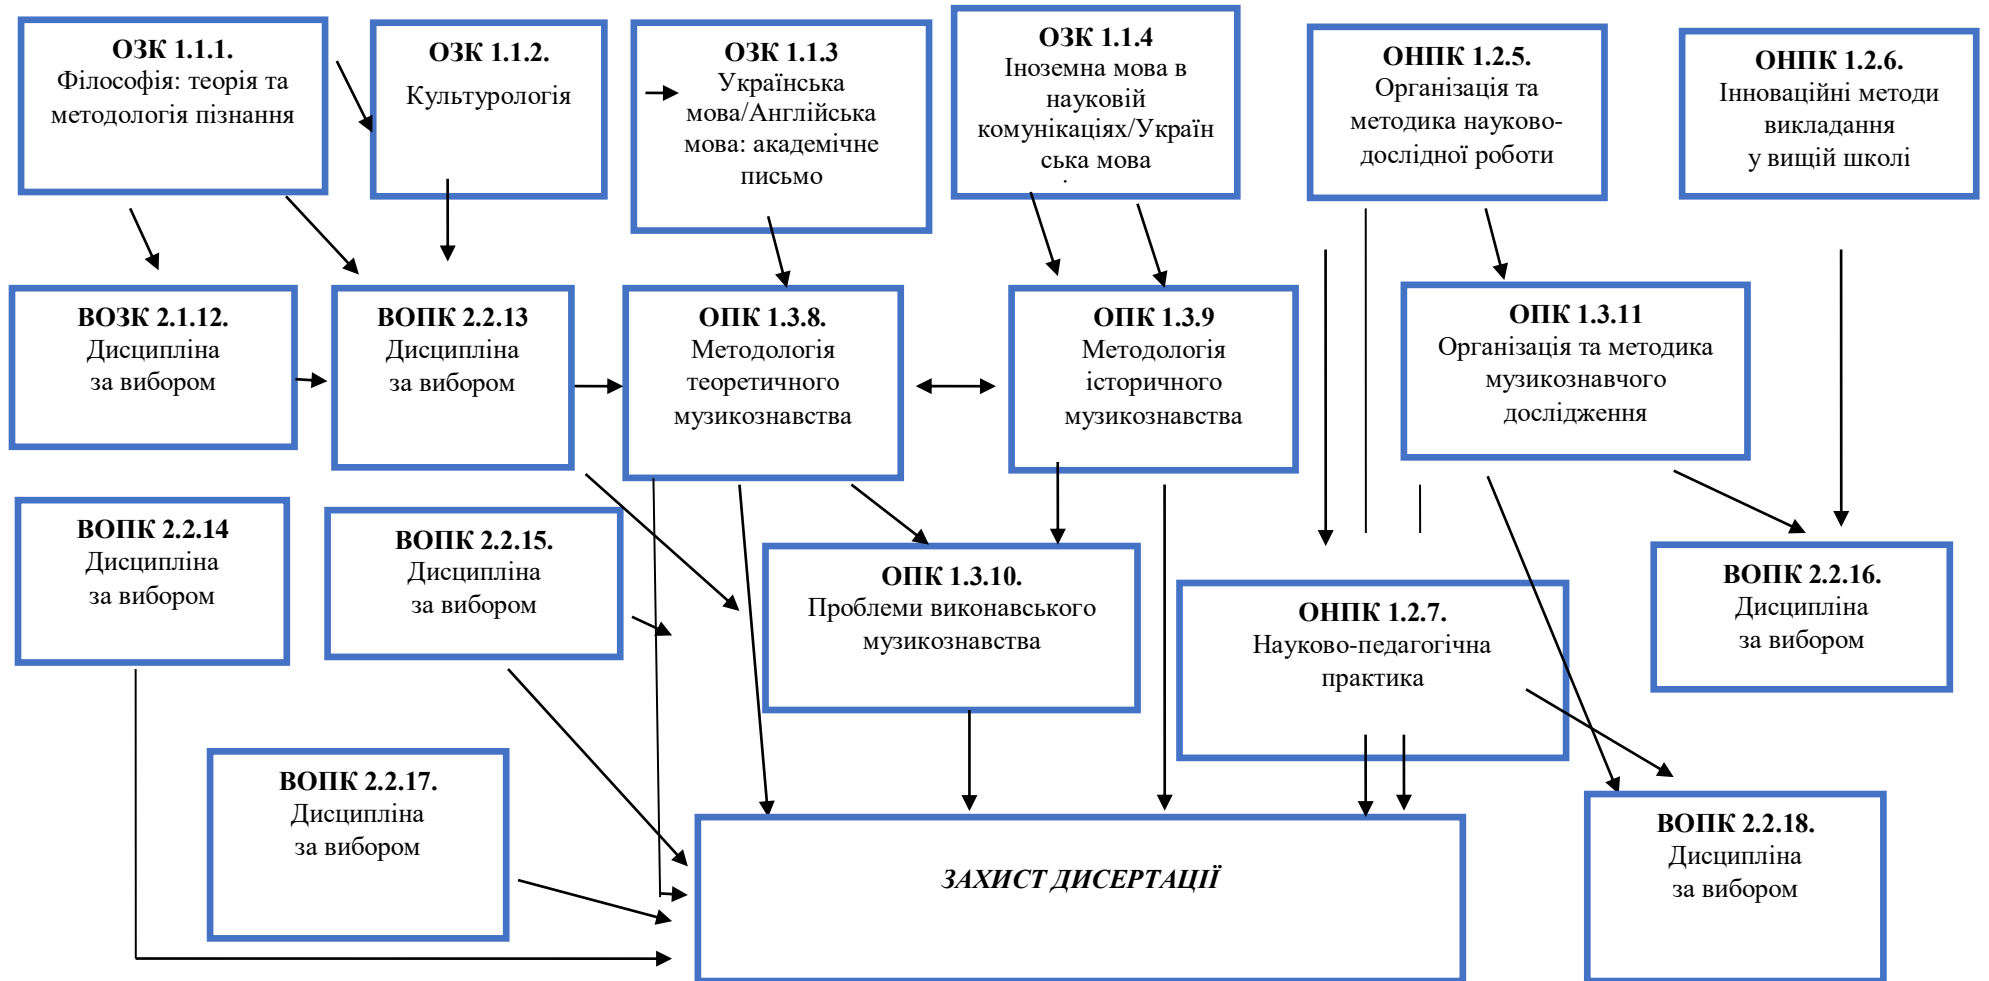 ОЗК 1.1.1.
Філософія: теорія та
методологія пізнання
ОЗК 1.1.2.
Культурологія
ОЗК 1.1.3
Українська
мова/Англійська
мова: академічне
письмо
ОЗК 1.1.4
Іноземна мова в
науковій
комунікаціях/Україн
ська мова
ОНПК 1.2.5.
Організація та
методика науково-
дослідної роботи
ОНПК 1.2.6.
Інноваційні методи
викладання
у вищій школі
ВОЗК 2.1.12.
Дисципліна
за вибором
ВОПК 2.2.13
Дисципліна
за вибором
ОПК 1.3.8.
Методологія
теоретичного
музикознавства
ОПК 1.3.9
Методологія
історичного
музикознавства
ОПК 1.3.11
Організація та методика
музикознавчого
дослідження
ВОПК 2.2.14
Дисципліна
за вибором
ВОПК 2.2.15.
Дисципліна
за вибором
ОПК 1.3.10.
Проблеми виконавського
музикознавства
ОНПК 1.2.7.
Науково-педагогічна
практика
ВОПК 2.2.16.
Дисципліна
за вибором
ВОПК 2.2.17.
Дисципліна
за вибором
ЗАХИСТ ДИСЕРТАЦІЇ
ВОПК 2.2.18.
Дисципліна
за вибором